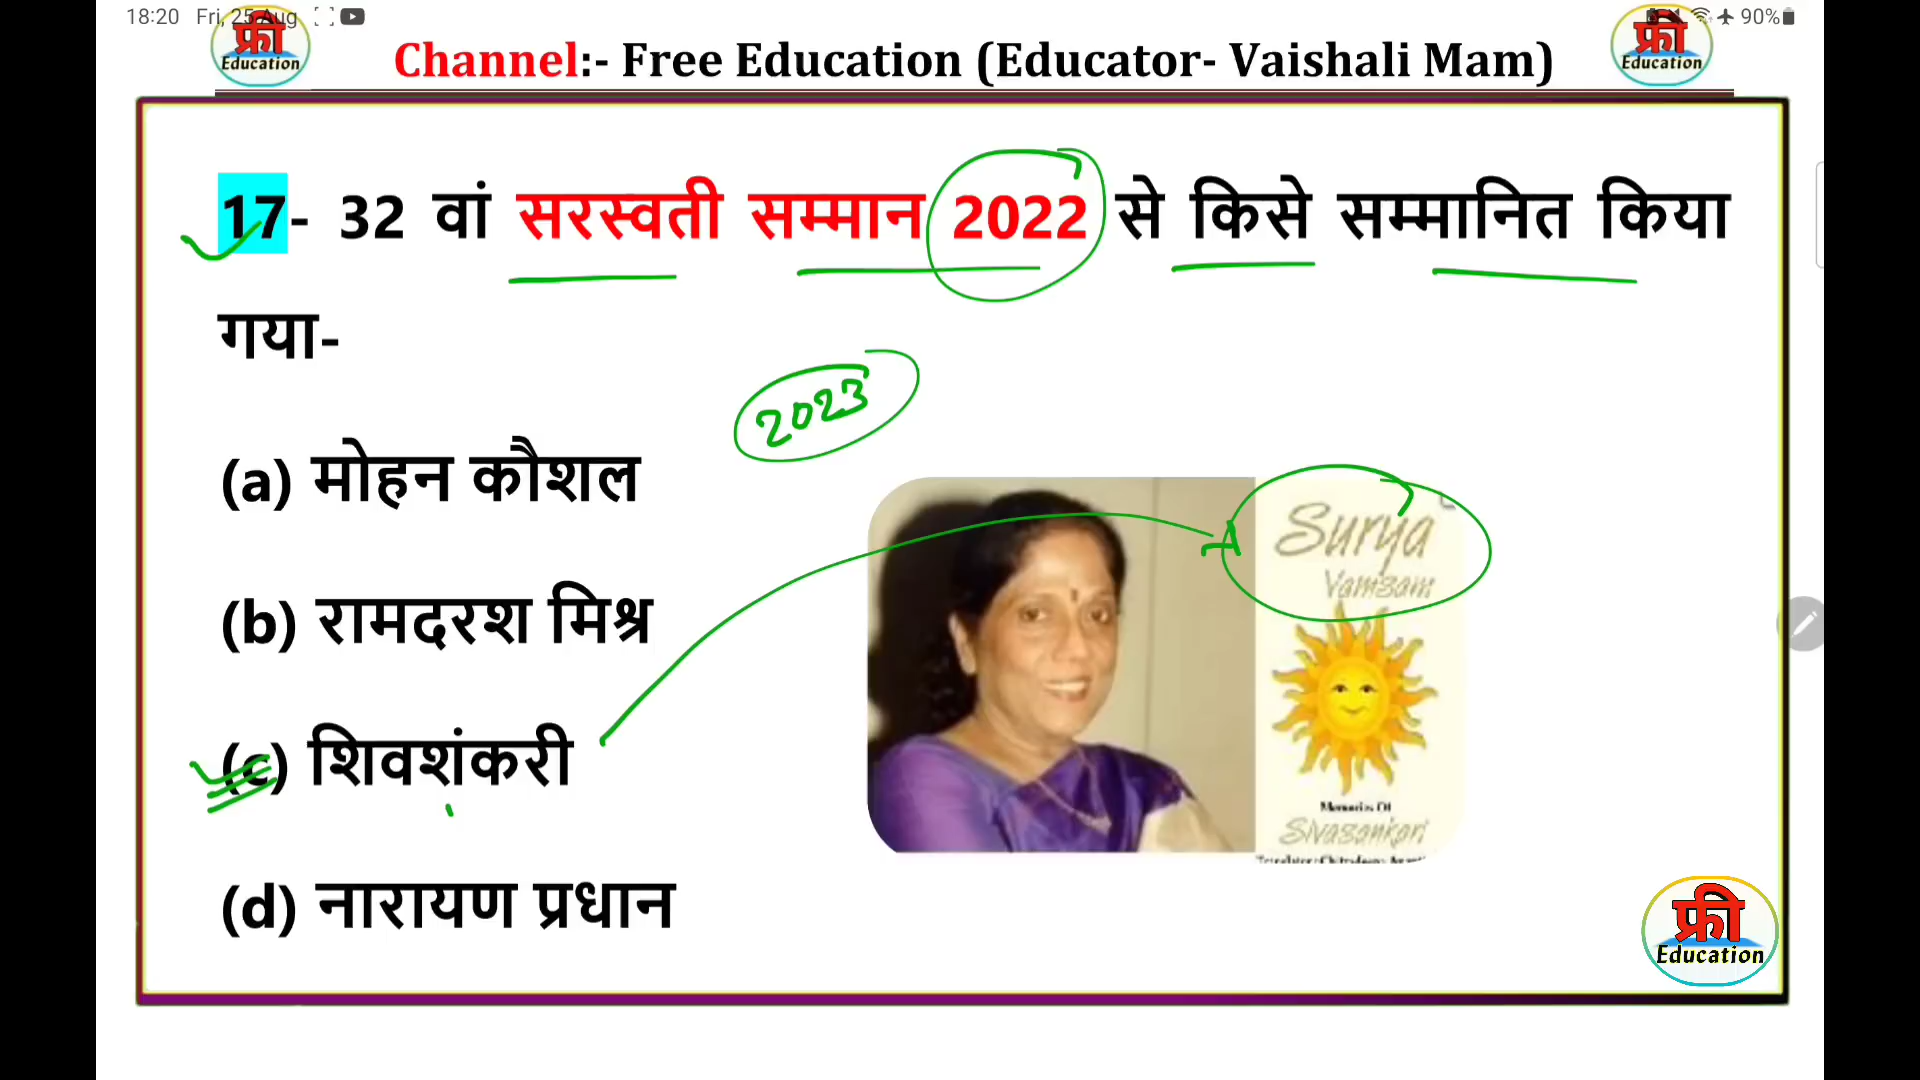 18:20 Fri, 25 Aug
90%
फ्री
Education
Channel:- Free Education (Educator- Vaishali Mam)
फ्री
Education
17- 32 वां सरस्वती सम्मान 2022 से किसे सम्मानित किया
गया-
2023
(a) मोहन कौशल
(b) रामदरश मिश्र
(c) शिवशंकरी
(d) नारायण प्रधान
Surya
Vamsam
Memories Of
Sivasankari
फ्री
Education